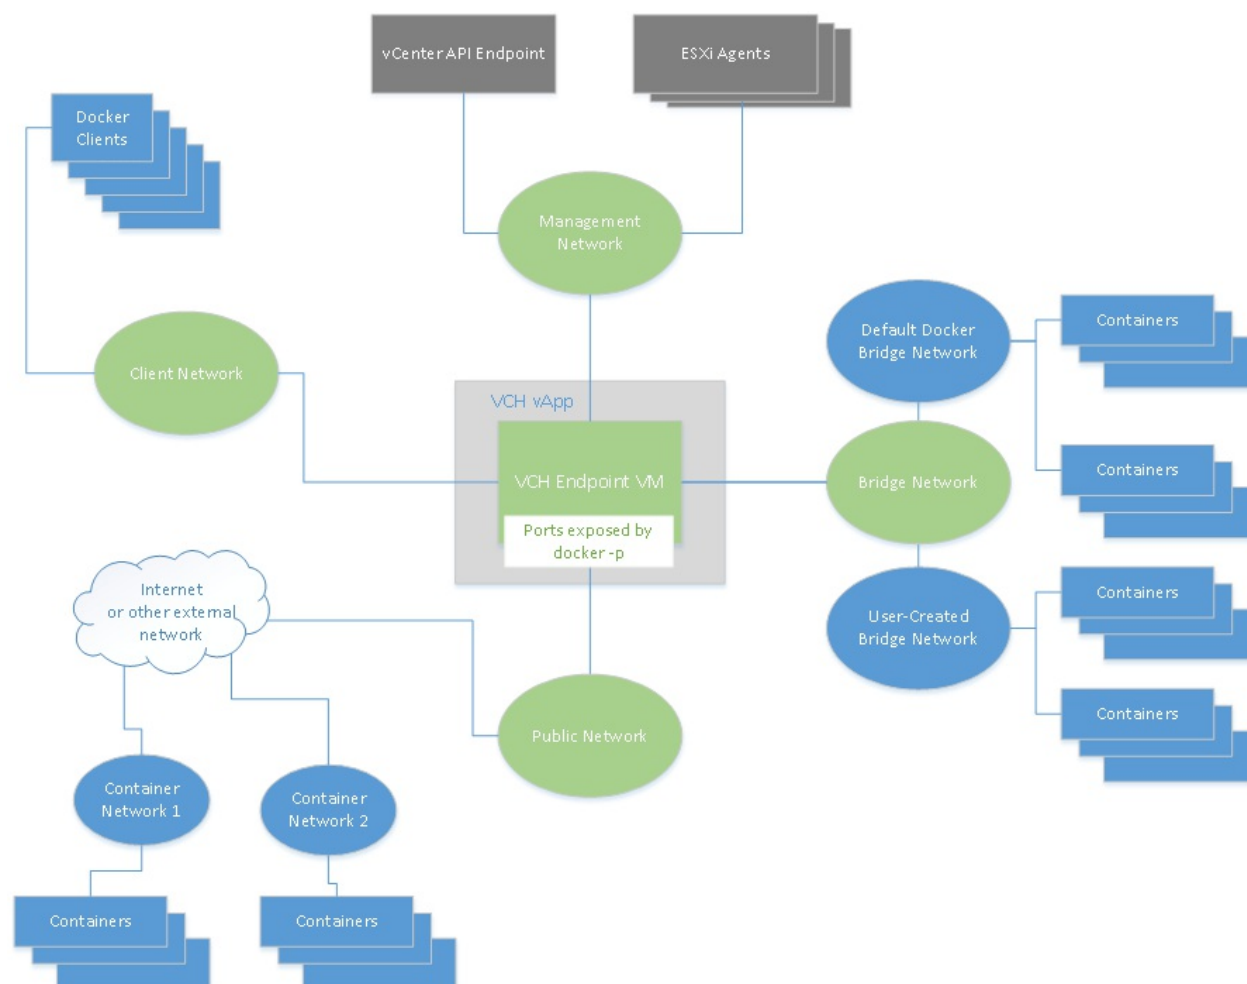 vCenter API Endpoint
ESXi Agents
Docker
Clients
Management
Network
Default Docker
Bridge Network
Containers
Client Network
VCH vApp
VCH Endpoint VM
Ports exposed by
docker -p
Bridge Network
Containers
Internet
or other external
network
User-Created
Bridge Network
Containers
Containers
Public Network
Container
Network 1
Container
Network 2
Containers
Containers